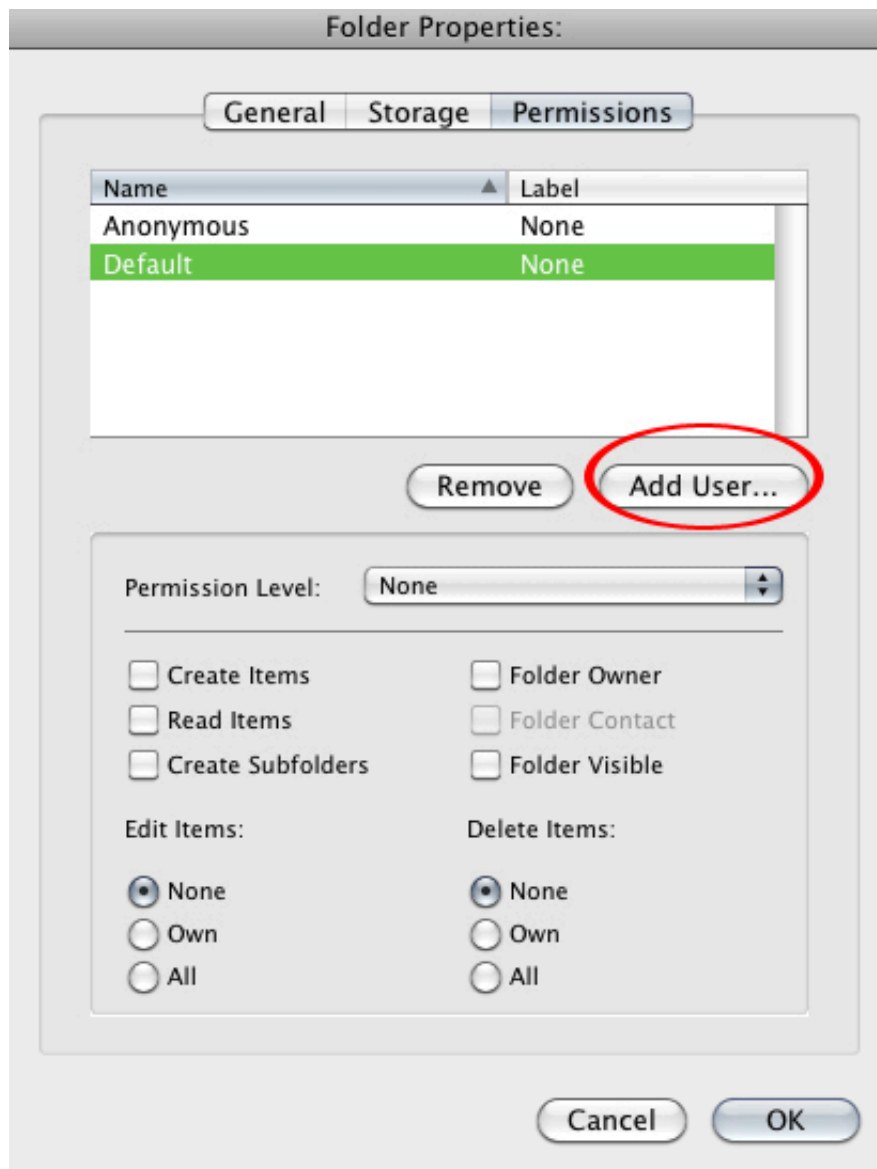 Folder Properties:
General Storage Permissions
Name Label
Anonymous None
Default None
Remove Add User...
Permission Level: None
Create Items Folder Owner
Read Items Folder Contact
Create Subfolders Folder Visible
Edit Items: Delete Items:
None None
Own Own
All All
Cancel OK